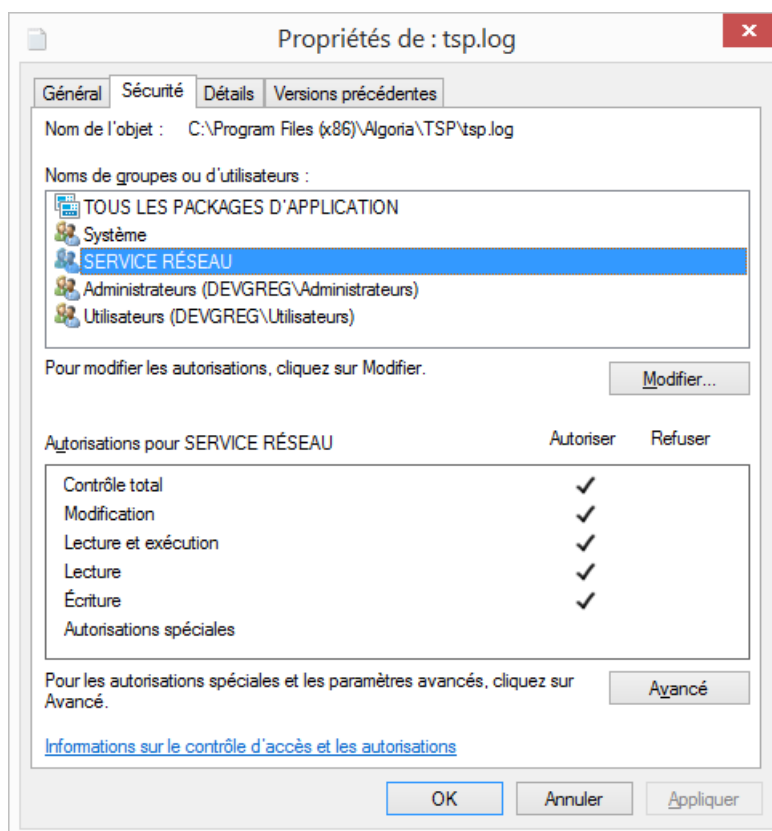 Propriétés de : tsp.log
x
Général Sécurité Détails Versions précédentes
Nom de l'objet : C:\Program Files (x86)\Algoria\TSP\tsp.log
Noms de groupes ou d'utilisateurs :
TOUS LES PACKAGES D'APPLICATION
Système
SERVICE RÉSEAU
Administrateurs (DEVGREG\Administrateurs)
Utilisateurs (DEVGREG\Utilisateurs)
Pour modifier les autorisations, cliquez sur Modifier.
Modifier...
Autorisations pour SERVICE RÉSEAU Autoriser Refuser
Contrôle total
Modification
Lecture et exécution
Lecture
Écriture
Autorisations spéciales
Pour les autorisations spéciales et les paramètres avancés, cliquez sur
Avancé.
Avancé
Informations sur le contrôle d'accès et les autorisations
OK Annuler Appliquer